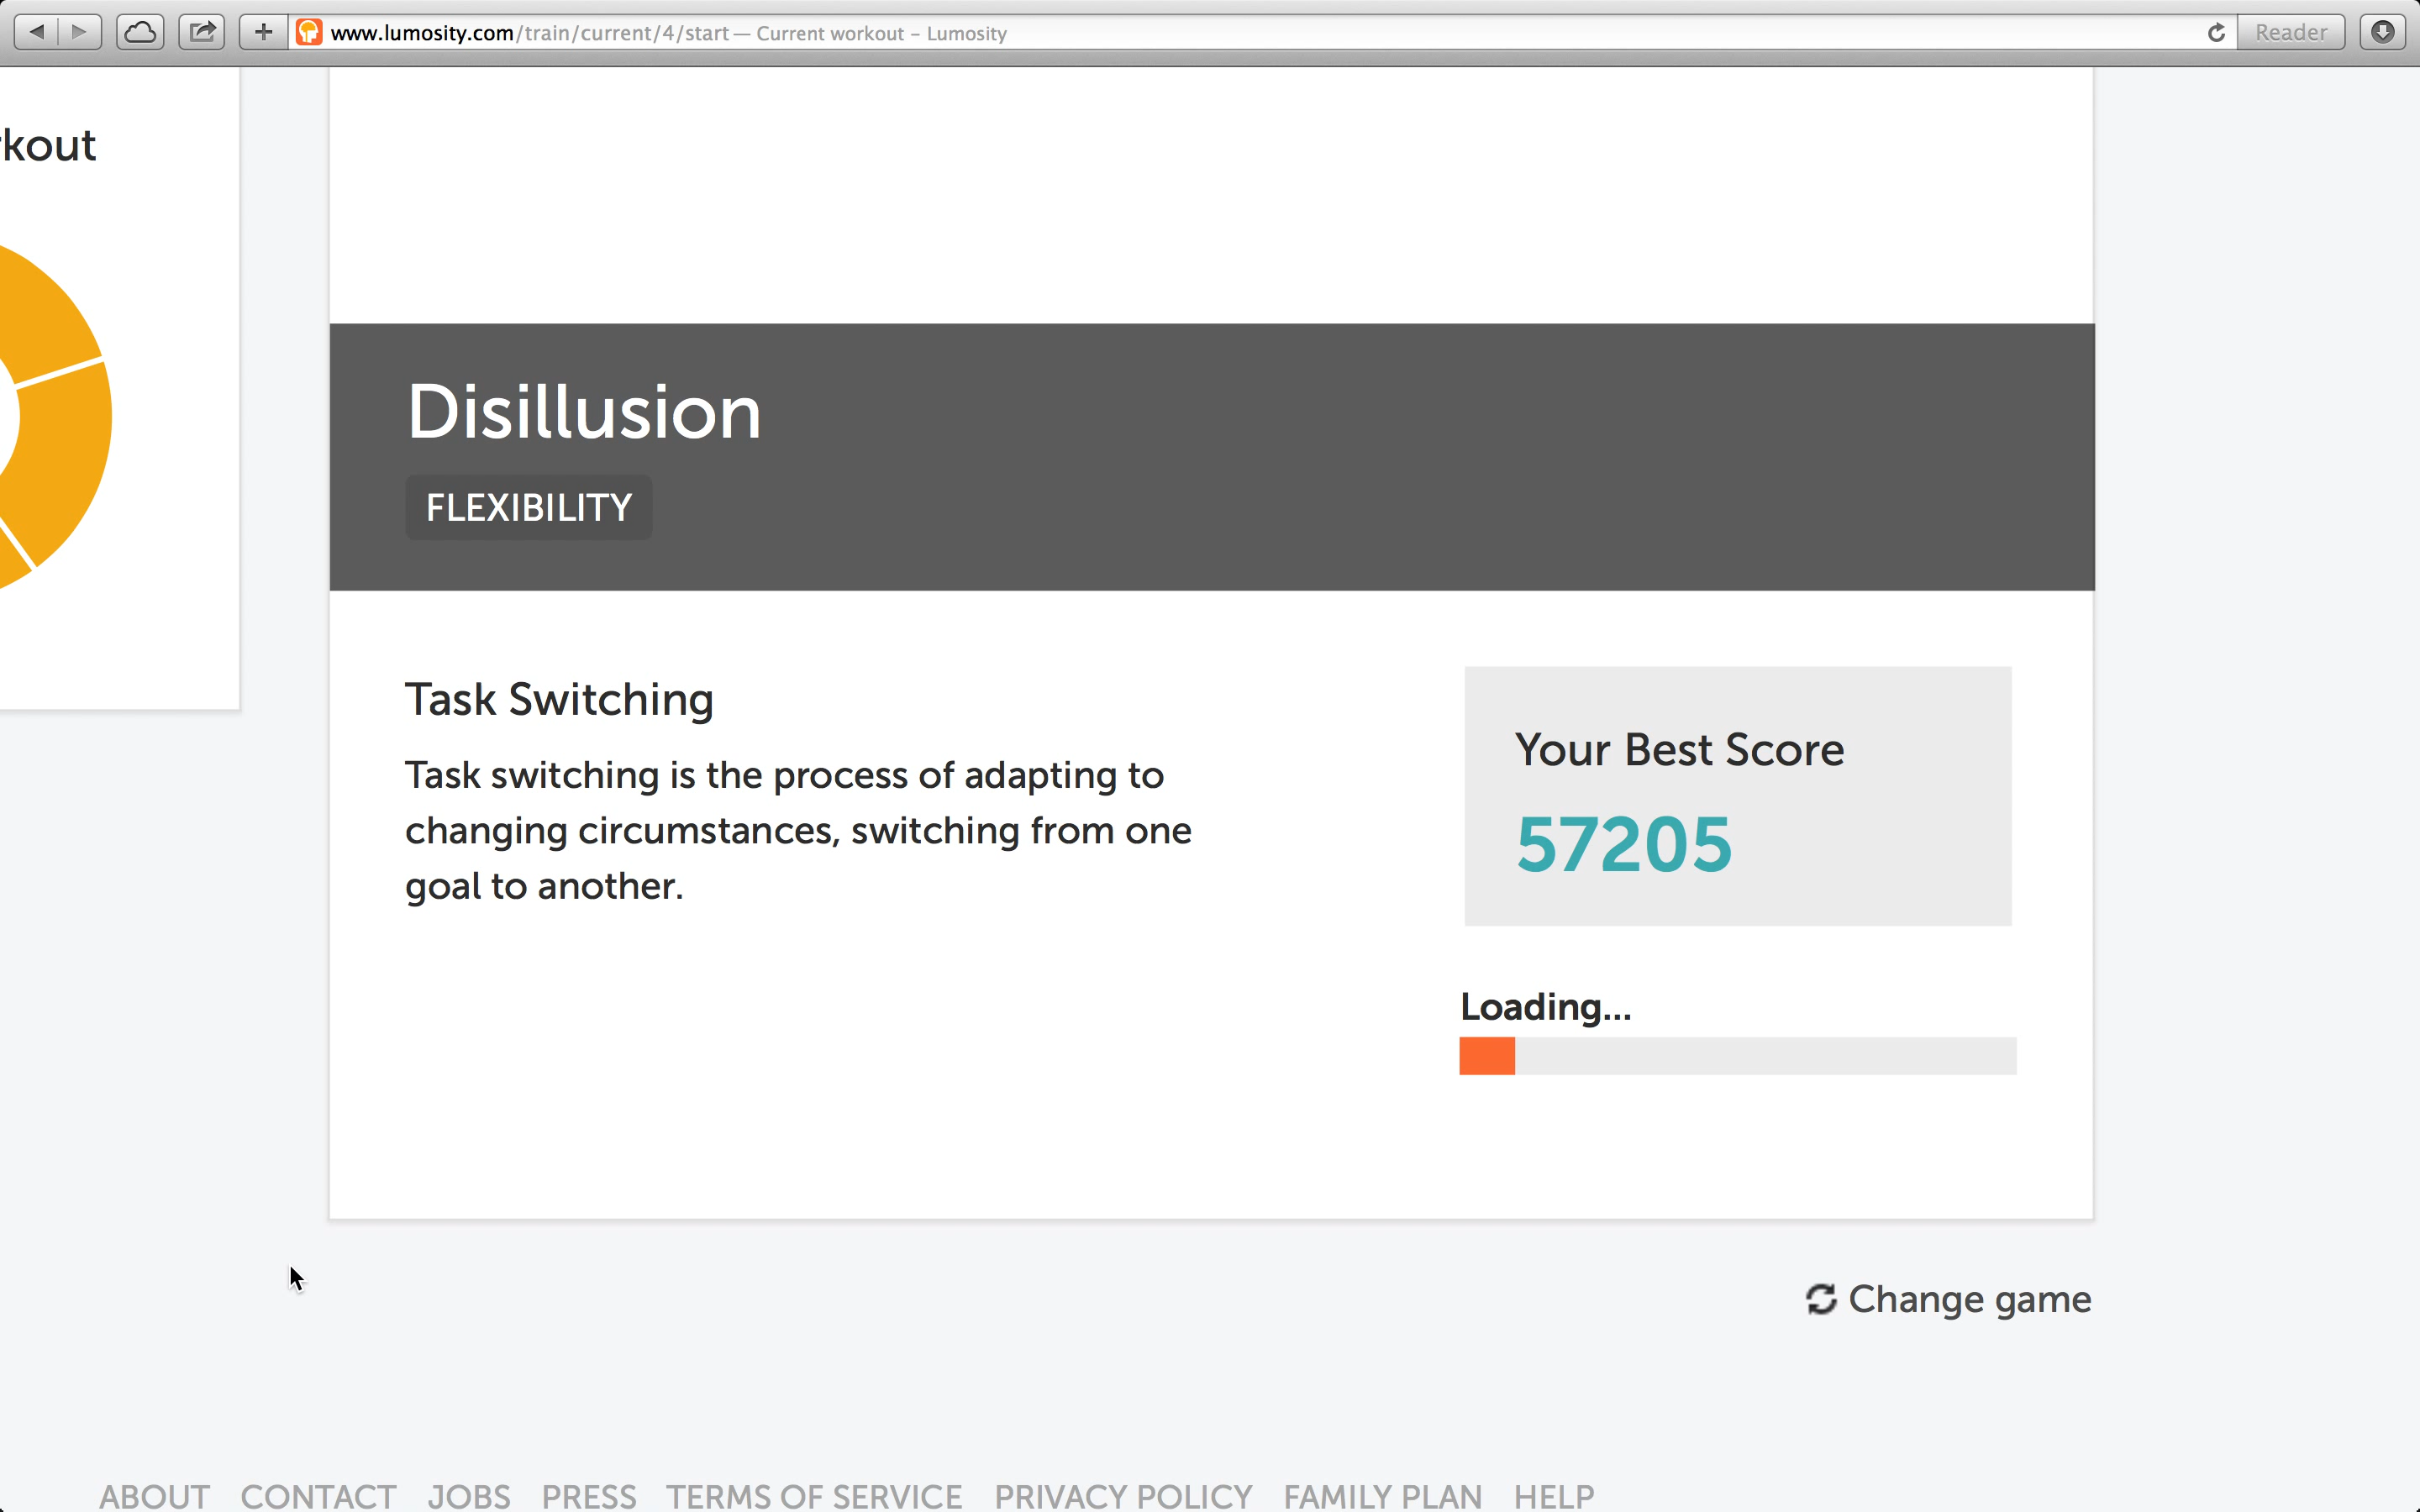 www.lumosity.com/train/current/4/start — Current workout – Lumosity
Reader
kout
Disillusion
FLEXIBILITY
Task Switching
Task switching is the process of adapting to
changing circumstances, switching from one
goal to another.
Your Best Score
57205
Loading...
Change game
ABOUT CONTACT JOBS PRESS TERMS OF SERVICE PRIVACY POLICY FAMILY PLAN HELP